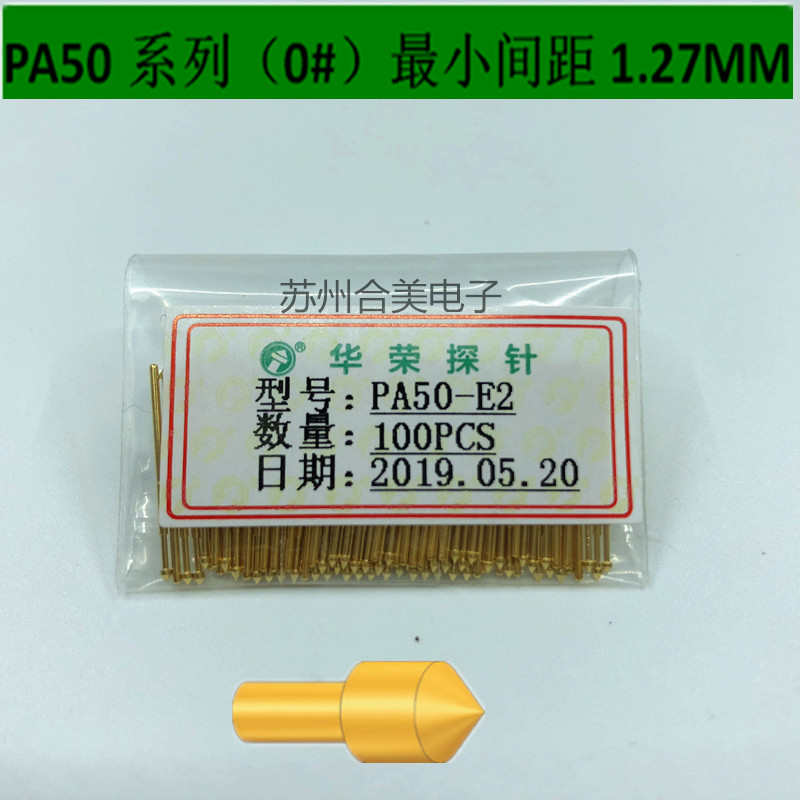 PA50 系列（0#）最小间距 1.27MM
苏州合美电子
® 华荣探针
型号: PA50-E2
数量: 100PCS
日期: 2019.05.20